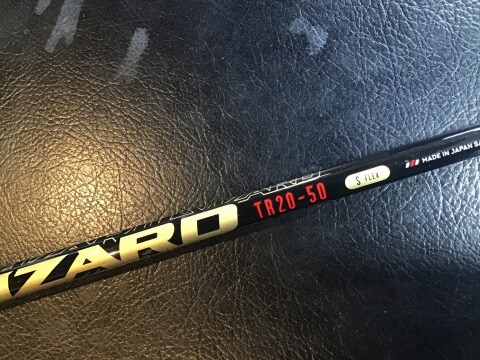 IZARD
TR20-50
S FLEX
MADE IN JAPAN